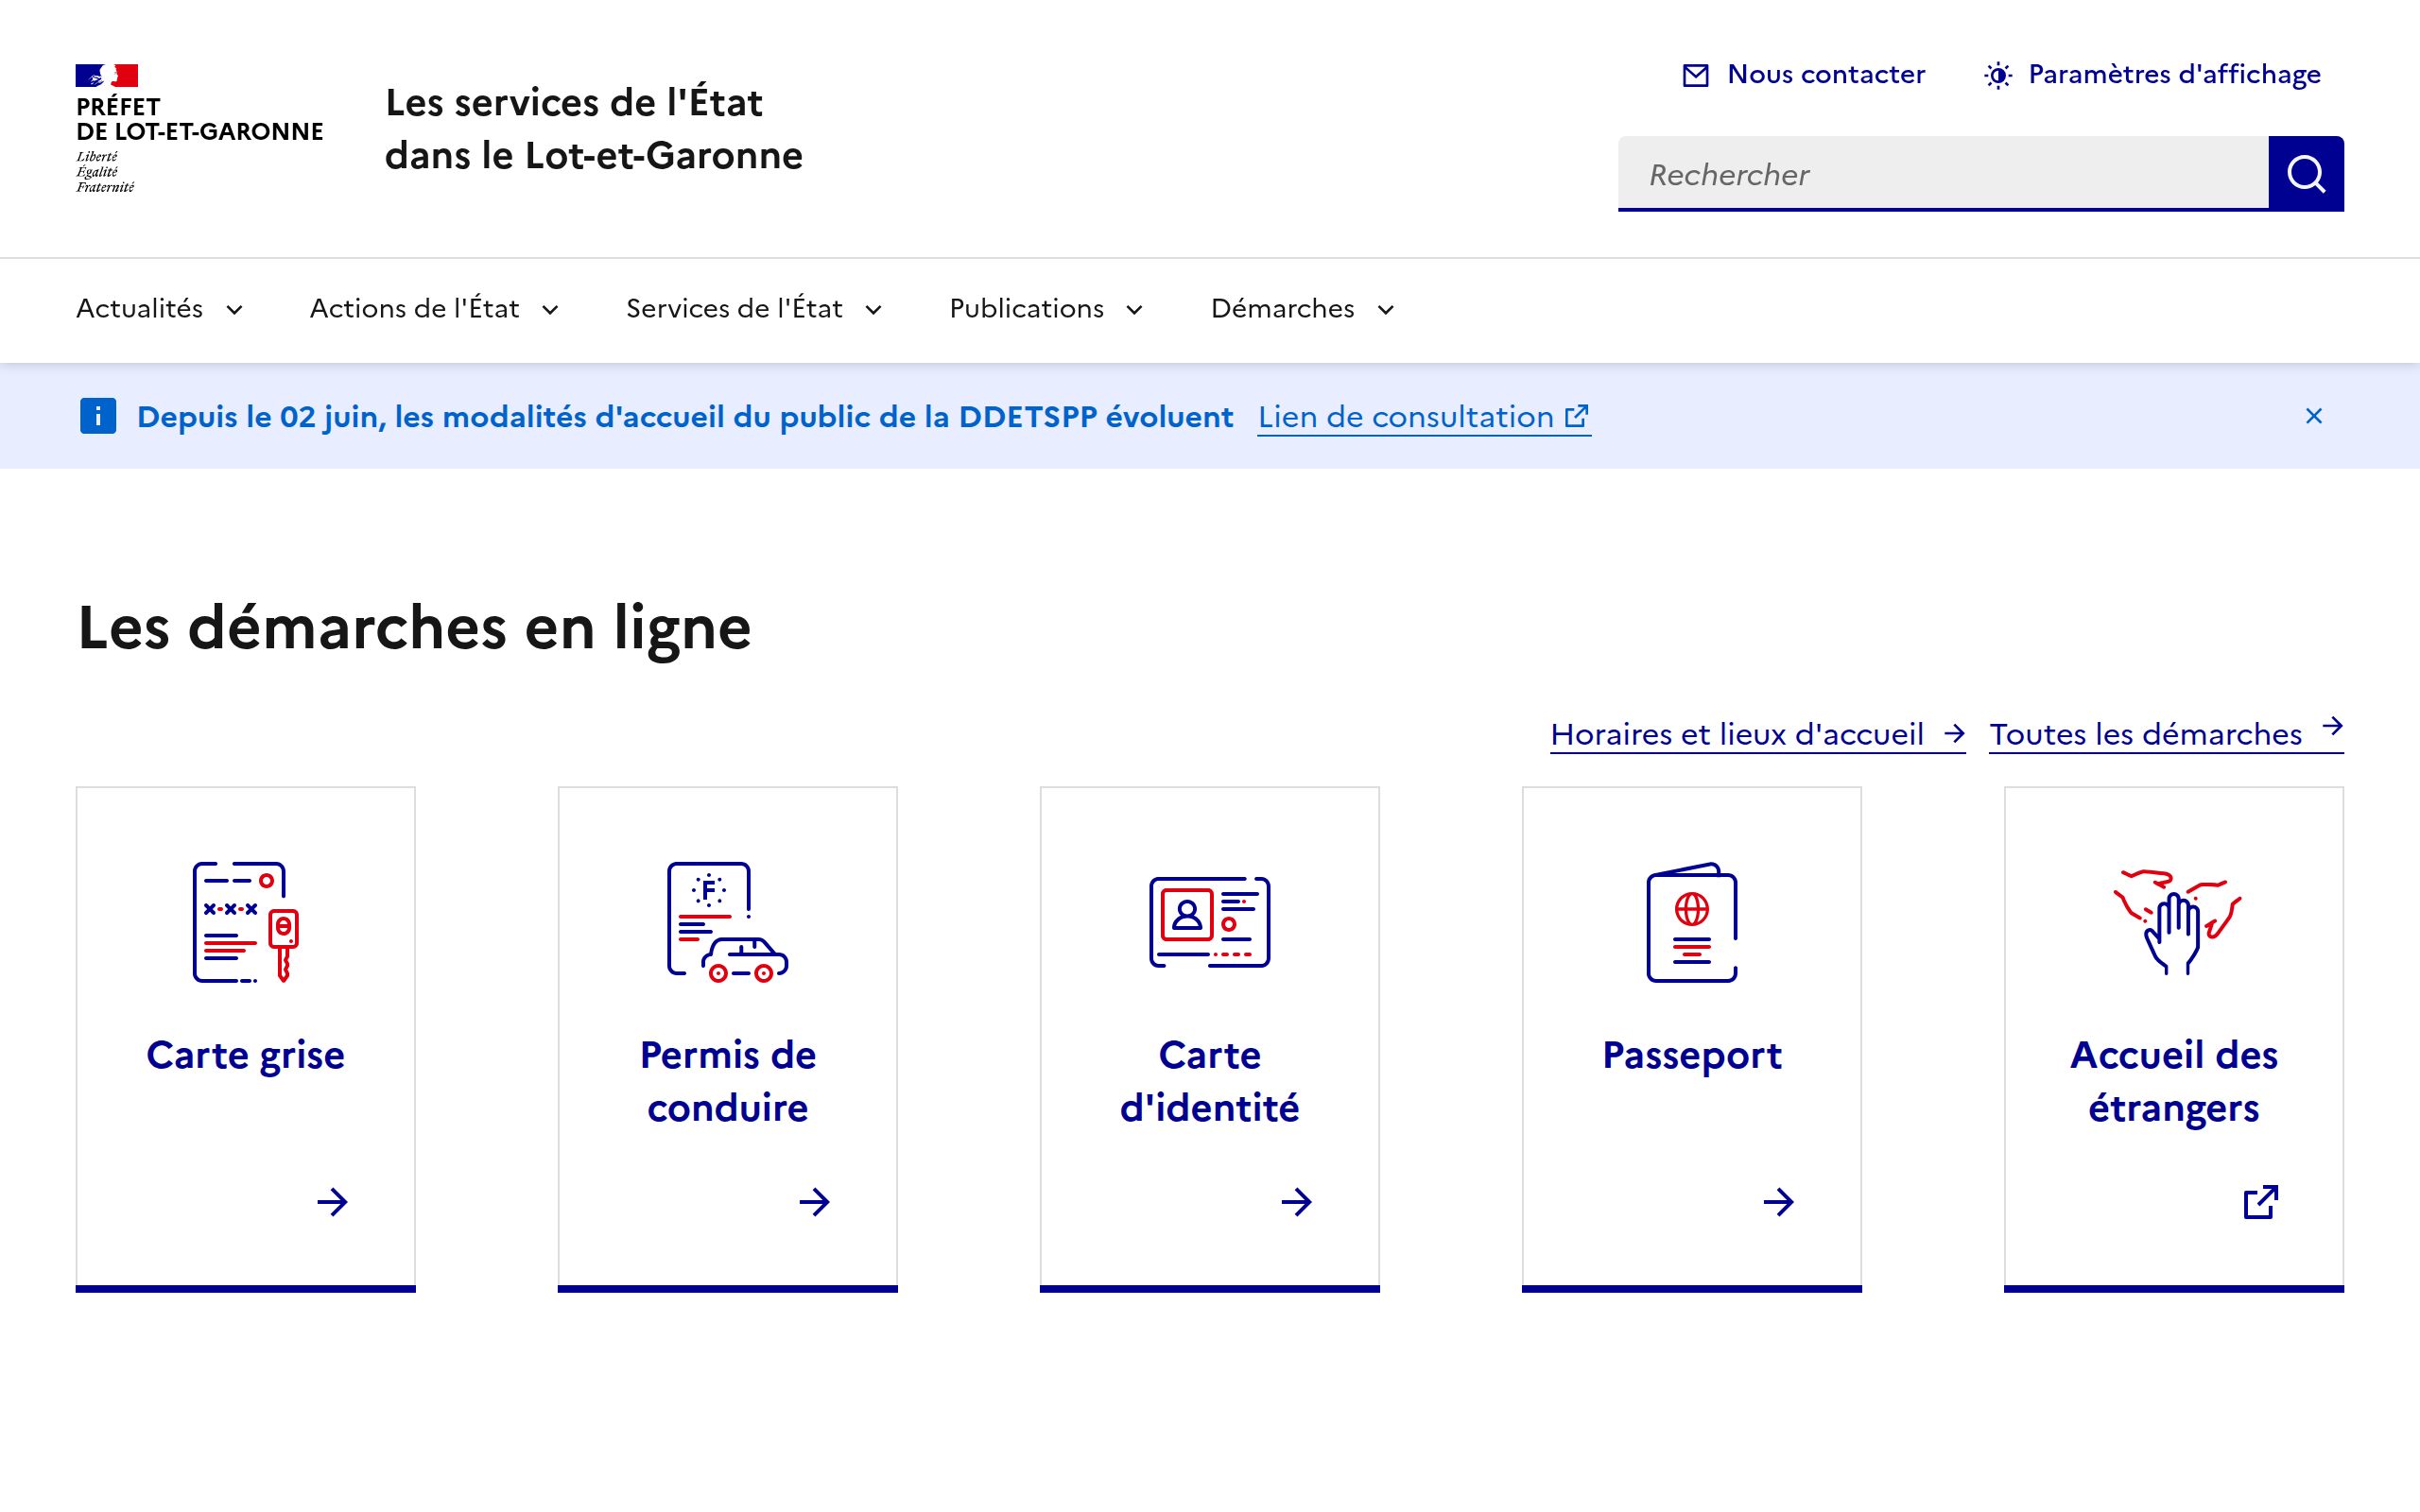 PRÉFET
DE LOT-ET-GARONNE
Liberté
Égalité
Fraternité
Les services de l'État
dans le Lot-et-Garonne
Nous contacter
Paramètres d'affichage
Rechercher
Actualités
Actions de l'État
Services de l'État
Publications
Démarches
Depuis le 02 juin, les modalités d'accueil du public de la DDETSPP évoluent Lien de consultation
Les démarches en ligne
Horaires et lieux d'accueil
Toutes les démarches
Carte grise
F
Permis de
conduire
Carte
d'identité
Passeport
Accueil des
étrangers